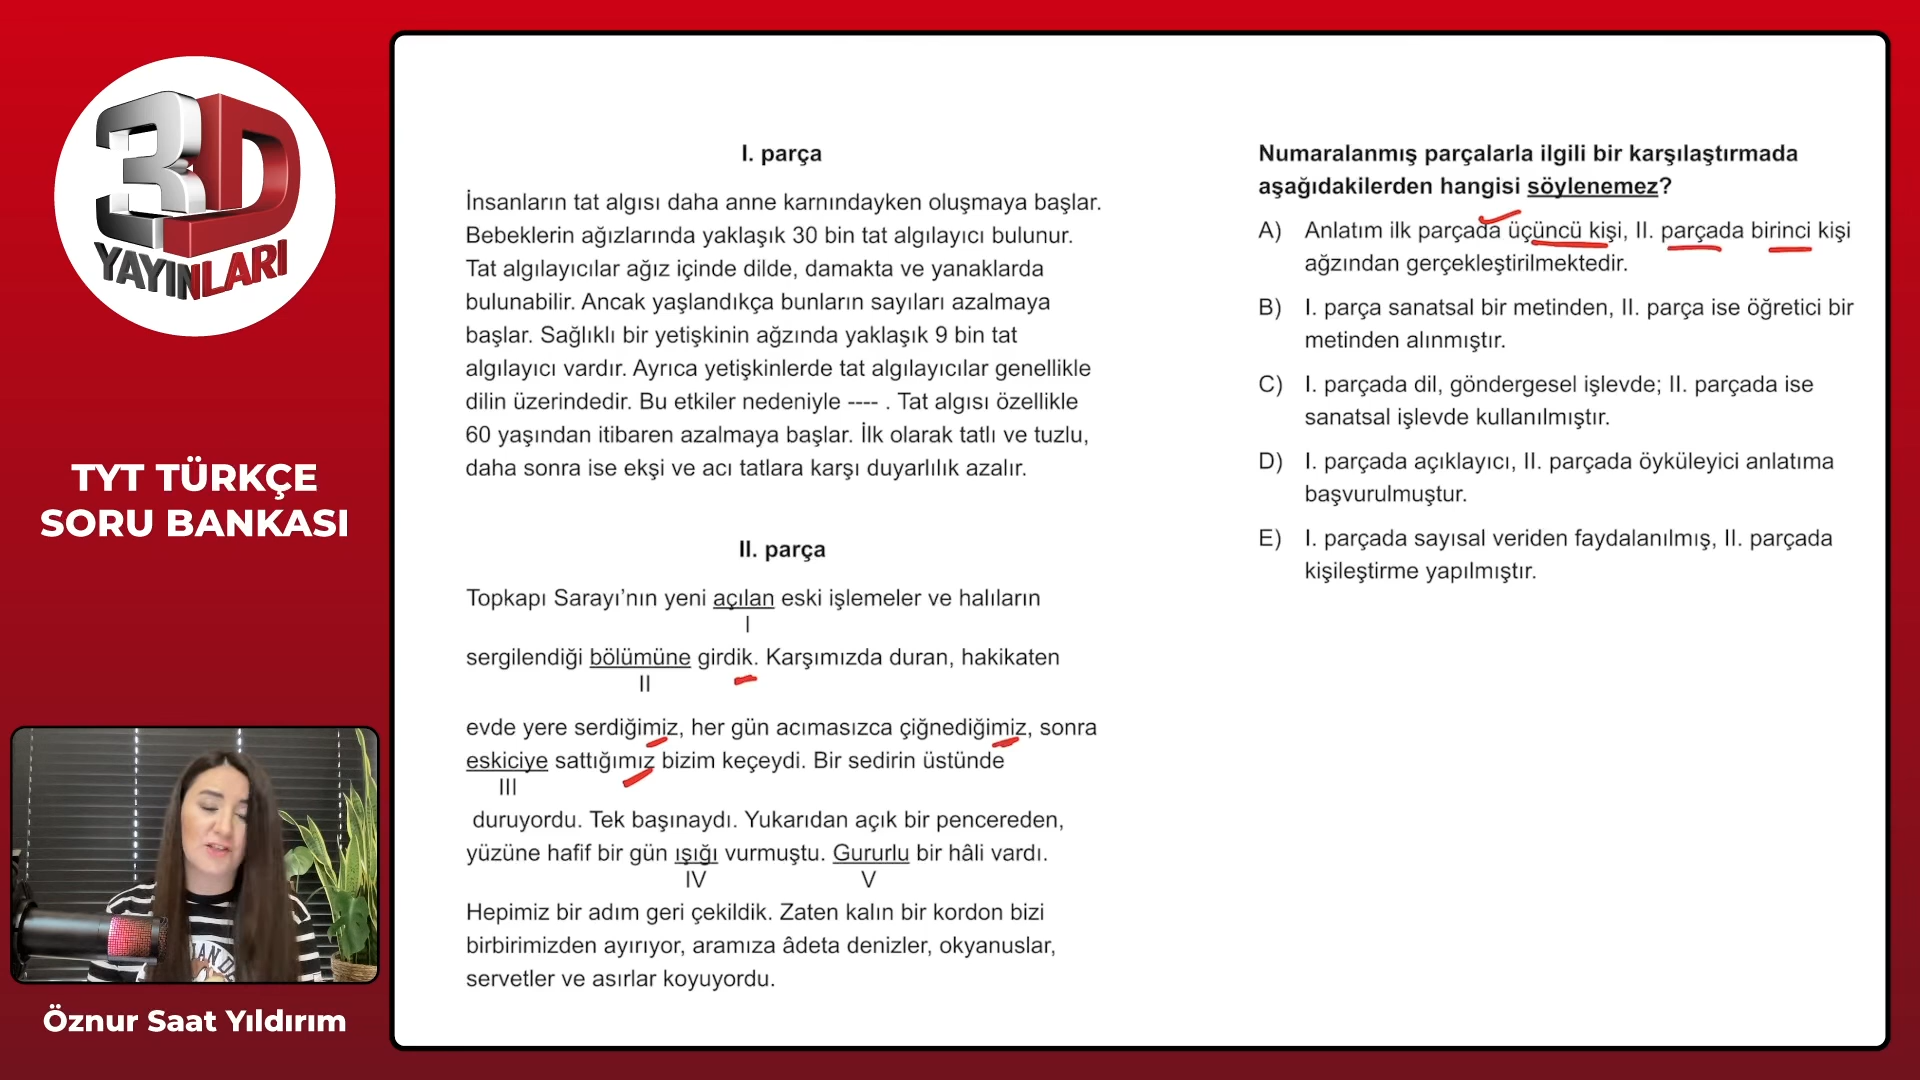 3D
YAYINLARI
TYT TÜRKÇE
SORU BANKASI
Öznur Saat Yıldırım
I. parça
İnsanların tat algısı daha anne karnındayken oluşmaya başlar.
Bebeklerin ağızlarında yaklaşık 30 bin tat algılayıcı bulunur.
Tat algılayıcılar ağız içinde dilde, damakta ve yanaklarda
bulunabilir. Ancak yaşlandıkça bunların sayıları azalmaya
başlar. Sağlıklı bir yetişkinin ağzında yaklaşık 9 bin tat
algılayıcı vardır. Ayrıca yetişkinlerde tat algılayıcılar genellikle
dilin üzerindedir. Bu etkiler nedeniyle ---- . Tat algısı özellikle
60 yaşından itibaren azalmaya başlar. İlk olarak tatlı ve tuzlu,
daha sonra ise ekşi ve acı tatlara karşı duyarlılık azalır.
II. parça
Topkapı Sarayı’nın yeni açılan eski işlemeler ve halıların
I
sergilendiği bölümüne girdik. Karşımızda duran, hakikaten
II
evde yere serdiğimiz, her gün acımasızca çiğnediğimiz, sonra
eskiciye sattığımız bizim keçeydi. Bir sedirin üstünde
III
duruyordu. Tek başınaydı. Yukarıdan açık bir pencereden,
yüzüne hafif bir gün ışığı vurmuştu. Gururlu bir hâli vardı.
IV V
Hepimiz bir adım geri çekildik. Zaten kalın bir kordon bizi
birbirimizden ayırıyor, aramıza âdeta denizler, okyanuslar,
servetler ve asırlar koyuyordu.
Numaralanmış parçalarla ilgili bir karşılaştırmada
aşağıdakilerden hangisi söylenemez?
A) Anlatım ilk parçada üçüncü kişi, II. parçada birinci kişi
ağzından gerçekleştirilmektedir.
B) I. parça sanatsal bir metinden, II. parça ise öğretici bir
metinden alınmıştır.
C) I. parçada dil, göndergesel işlevde; II. parçada ise
sanatsal işlevde kullanılmıştır.
D) I. parçada açıklayıcı, II. parçada öyküleyici anlatıma
başvurulmuştur.
E) I. parçada sayısal veriden faydalanılmış, II. parçada
kişileştirme yapılmıştır.